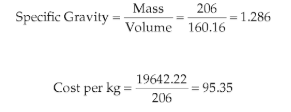 Specific Gravity = Mass / Volume = 206 / 160.16 = 1.286
Cost per kg = 19642.22 / 206 = 95.35